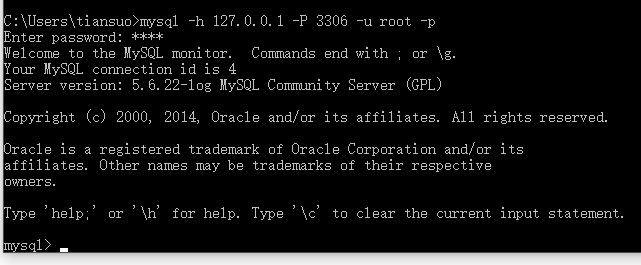 C:\Users\tiansuo>mysql -h 127.0.0.1 -P 3306 -u root -p
Enter password: ****
Welcome to the MySQL monitor.  Commands end with ; or \g.
Your MySQL connection id is 4
Server version: 5.6.22-log MySQL Community Server (GPL)
Copyright (c) 2000, 2014, Oracle and/or its affiliates. All rights reserved.
Oracle is a registered trademark of Oracle Corporation and/or its
affiliates. Other names may be trademarks of their respective
owners.
Type 'help;' or '\h' for help. Type '\c' to clear the current input statement.
mysql>